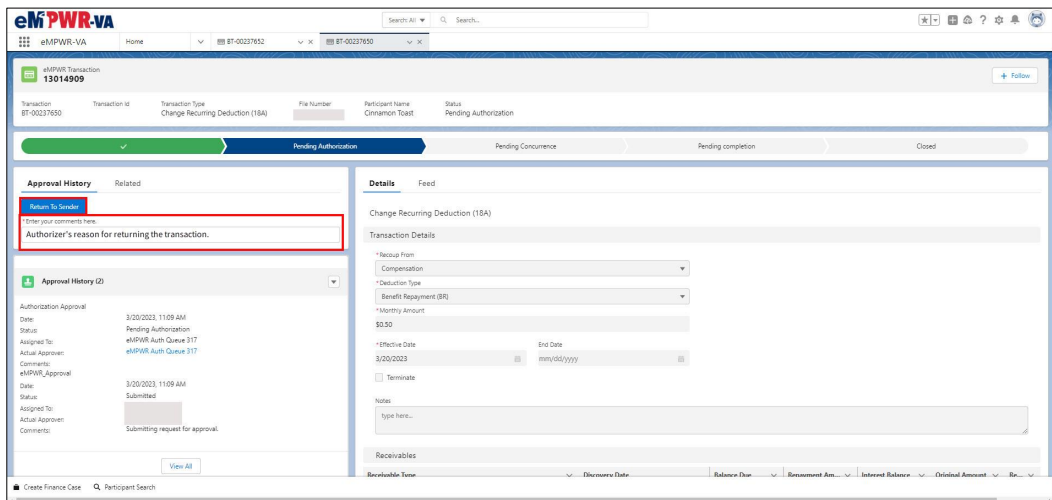 eMPWR-VA
Search: All
Search...
eMPWR-VA
Home
BT-00237652
BT-00237650
eMPWR Transaction
13014909
+ Follow
Transaction Transaction Id Transaction Type File Number Participant Name Status
BT-00237650 Change Recurring Deduction (18A) Cinnamon Toast Pending Authorization
Pending Authorization Pending Concurrence Pending completion Closed
Approval History Related
Return To Sender
* Enter your comments here.
Authorizer's reason for returning the transaction.
Approval History (2)
Authorization Approval
Date: 3/20/2023, 11:09 AM
Status: Pending Authorization
Assigned To: eMPWR Auth Queue 317
Actual Approver: eMPWR Auth Queue 317
Comments:
eMPWR_Approval
Date: 3/20/2023, 11:09 AM
Status: Submitted
Assigned To:
Actual Approver:
Comments: Submitting request for approval.
View All
Details Feed
Change Recurring Deduction (18A)
Transaction Details
* Recoup From
Compensation
* Deduction Type
Benefit Repayment (BR)
* Monthly Amount
$0.50
* Effective Date End Date
3/20/2023 mm/dd/yyyy
Terminate
Notes
type here...
Receivables
Receivable Type Discovery Date Balance Due Repayment Am... Interest Balance Original Amount Re...
Create Finance Case Participant Search